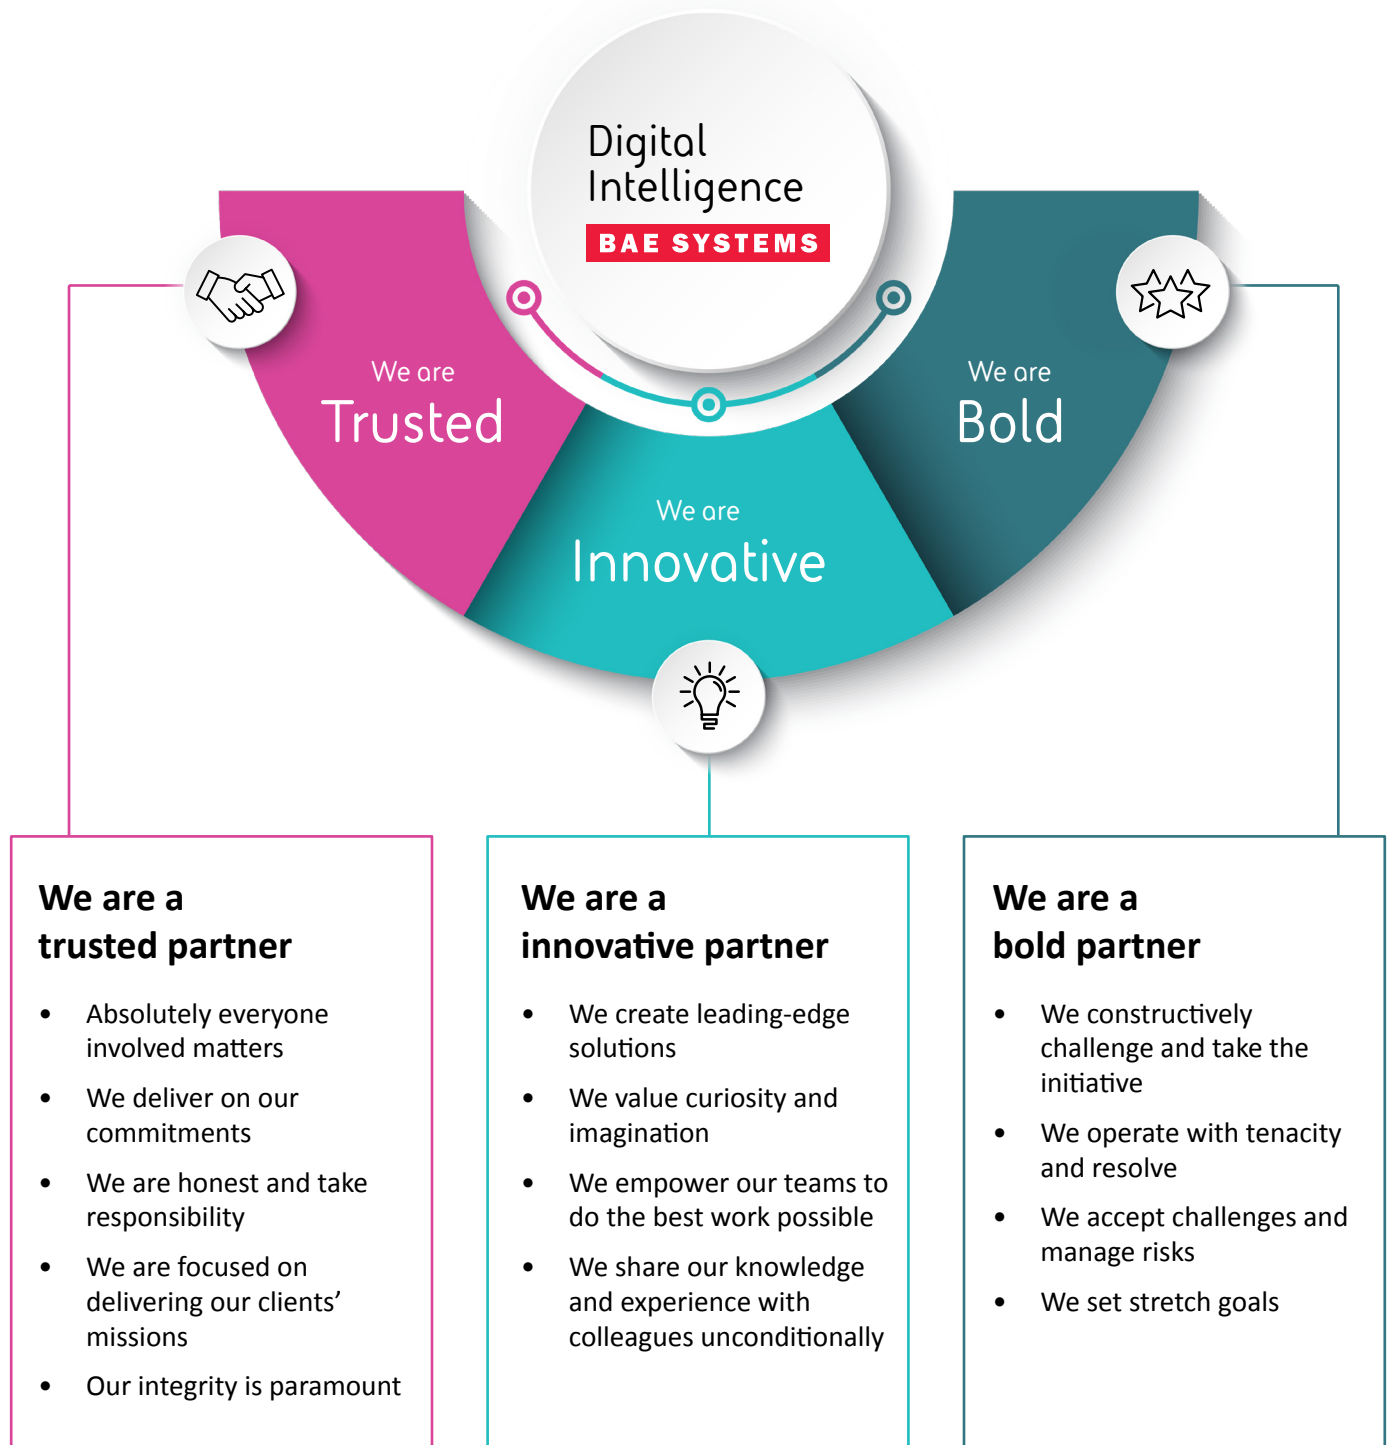 Digital
Intelligence
BAE SYSTEMS
We are
Trusted
We are
Innovative
We are
Bold
We are a
trusted partner
• Absolutely everyone
involved matters
• We deliver on our
commitments
• We are honest and take
responsibility
• We are focused on
delivering our clients’
missions
• Our integrity is paramount
We are a
innovative partner
• We create leading-edge
solutions
• We value curiosity and
imagination
• We empower our teams to
do the best work possible
• We share our knowledge
and experience with
colleagues unconditionally
We are a
bold partner
• We constructively
challenge and take the
initiative
• We operate with tenacity
and resolve
• We accept challenges and
manage risks
• We set stretch goals